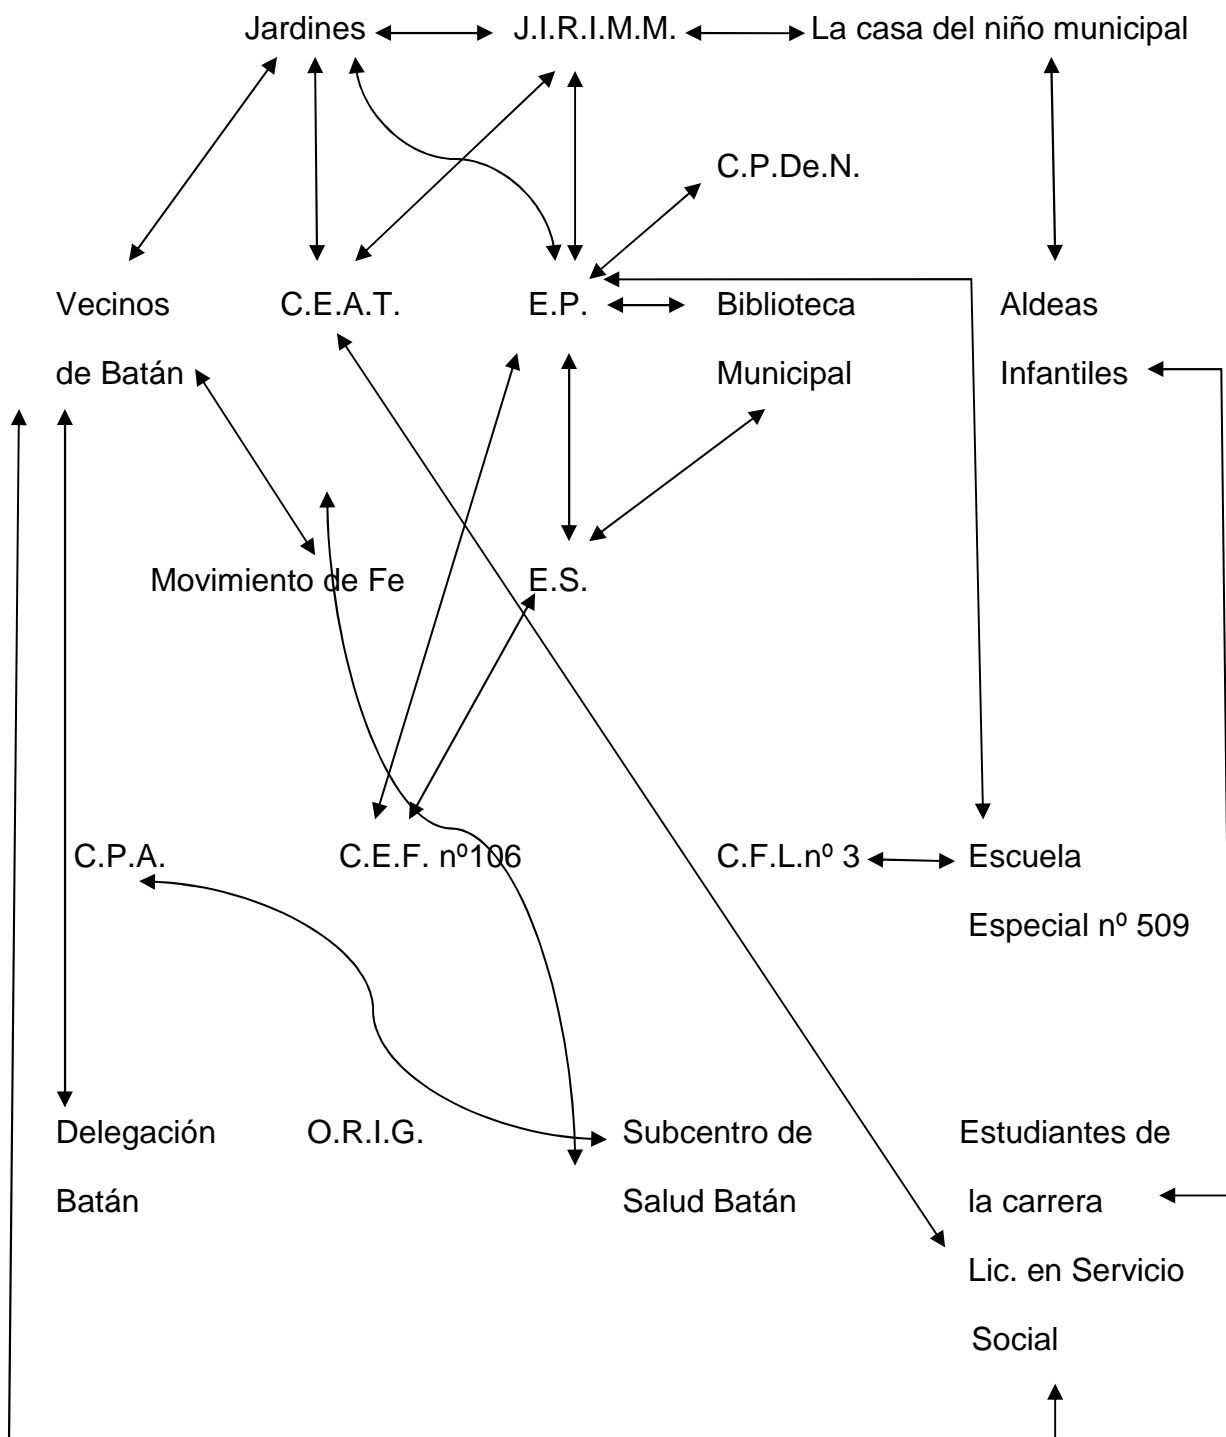 Jardines J.I.R.I.M.M. La casa del niño municipal
C.P.De.N.
Vecinos C.E.A.T. E.P. Biblioteca Aldeas
de Batán Municipal Infantiles
Movimiento de Fe E.S.
C.P.A. C.E.F. nº106 C.F.L.nº 3 Escuela
Especial nº 509
Delegación O.R.I.G. Subcentro de Estudiantes de
Batán Salud Batán la carrera
Lic. en Servicio
Social